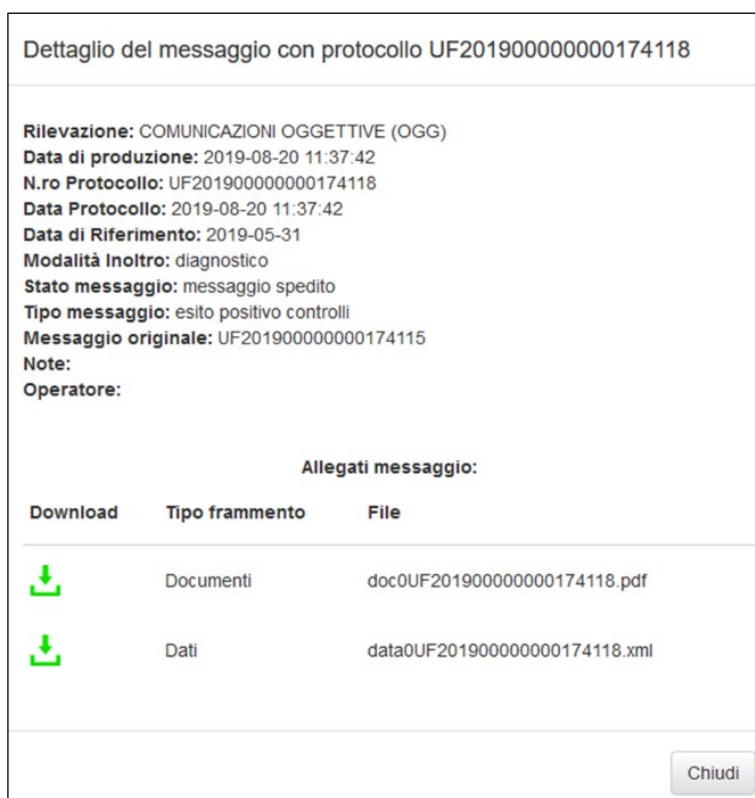 Dettaglio del messaggio con protocollo UF201900000000174118
Rilevazione: COMUNICAZIONI OGGETTIVE (OGG)
Data di produzione: 2019-08-20 11:37:42
N.ro Protocollo: UF201900000000174118
Data Protocollo: 2019-08-20 11:37:42
Data di Riferimento: 2019-05-31
Modalità Inoltro: diagnostico
Stato messaggio: messaggio spedito
Tipo messaggio: esito positivo controlli
Messaggio originale: UF201900000000174115
Note:
Operatore:
Allegati messaggio:
Download Tipo frammento File
Documenti doc0UF201900000000174118.pdf
Dati data0UF201900000000174118.xml
Chiudi